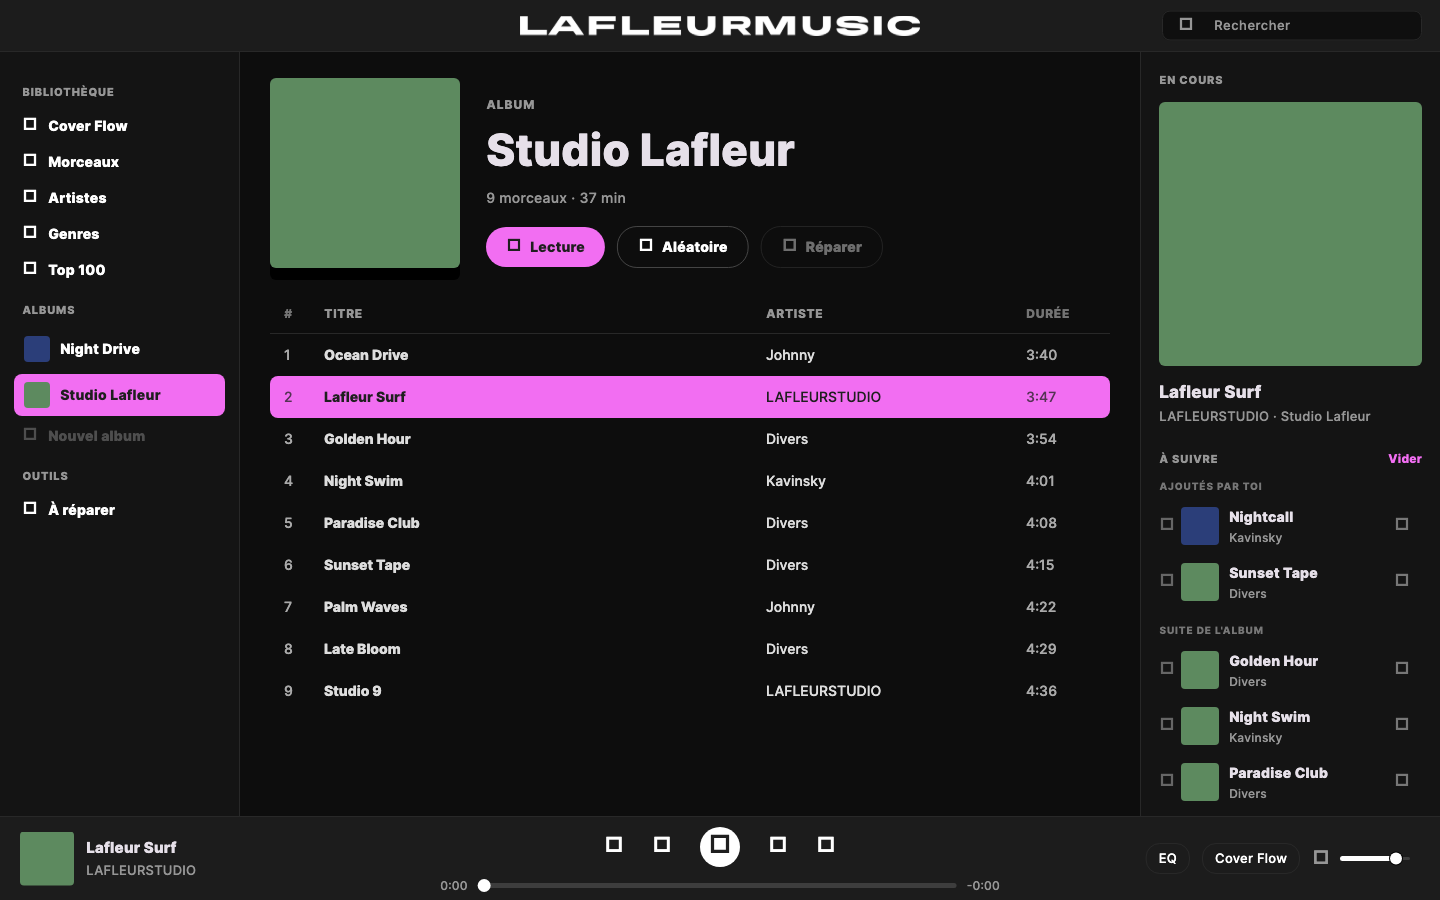 LAFLEURMUSIC
Rechercher
BIBLIOTHÈQUE
Cover Flow
Morceaux
Artistes
Genres
Top 100
ALBUMS
Night Drive
Studio Lafleur
Nouvel album
OUTILS
À réparer
ALBUM
Studio Lafleur
9 morceaux · 37 min
Lecture
Aléatoire
Réparer
# TITRE ARTISTE DURÉE
1 Ocean Drive Johnny 3:40
2 Lafleur Surf LAFLEURSTUDIO 3:47
3 Golden Hour Divers 3:54
4 Night Swim Kavinsky 4:01
5 Paradise Club Divers 4:08
6 Sunset Tape Divers 4:15
7 Palm Waves Johnny 4:22
8 Late Bloom Divers 4:29
9 Studio 9 LAFLEURSTUDIO 4:36
EN COURS
Lafleur Surf
LAFLEURSTUDIO · Studio Lafleur
À SUIVRE Vider
AJOUTÉS PAR TOI
Nightcall
Kavinsky
Sunset Tape
Divers
SUITE DE L'ALBUM
Golden Hour
Divers
Night Swim
Kavinsky
Paradise Club
Divers
Lafleur Surf
LAFLEURSTUDIO
0:00 -0:00
EQ Cover Flow